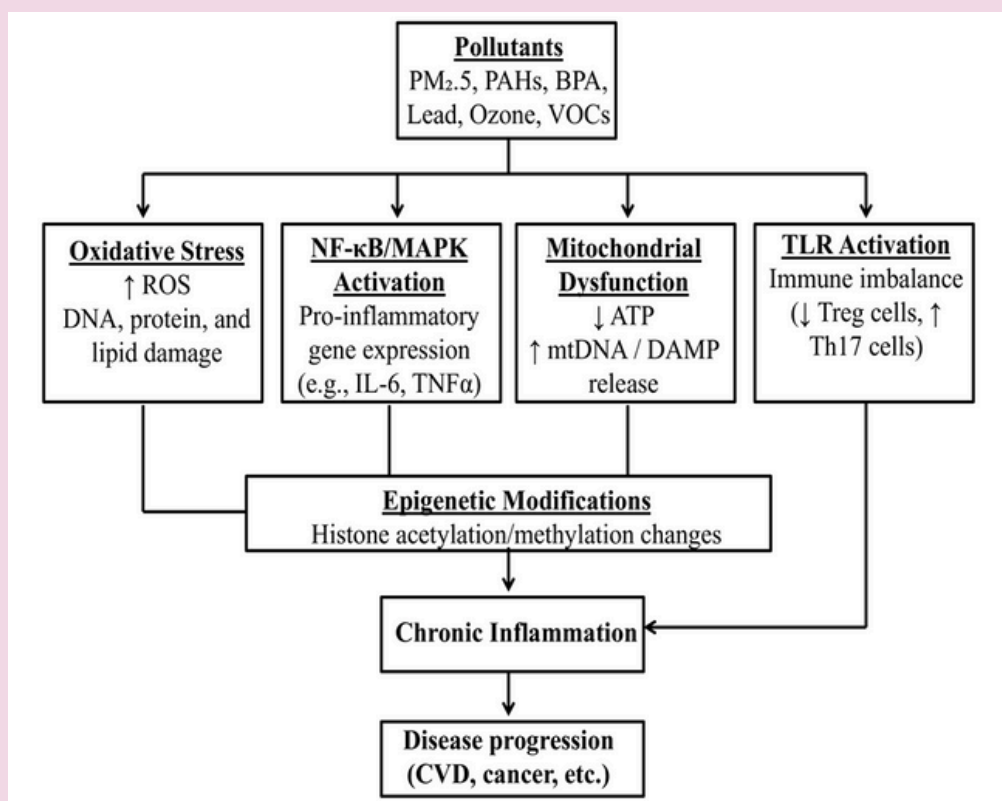 Pollutants
PM₂.5, PAHs, BPA,
Lead, Ozone, VOCs
Oxidative Stress
↑ ROS
DNA, protein, and
lipid damage
NF-κB/MAPK
Activation
Pro-inflammatory
gene expression
(e.g., IL-6, TNFα)
Mitochondrial
Dysfunction
↓ ATP
↑ mtDNA / DAMP
release
TLR Activation
Immune imbalance
(↓ Treg cells, ↑
Th17 cells)
Epigenetic Modifications
Histone acetylation/methylation changes
Chronic Inflammation
Disease progression
(CVD, cancer, etc.)